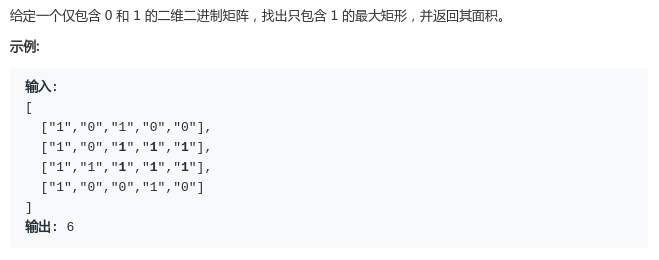 给定一个仅包含 0 和 1 的二维二进制矩阵，找出只包含 1 的最大矩形，并返回其面积。
示例:
输入:
[
  ["1","0","1","0","0"],
  ["1","0","1","1","1"],
  ["1","1","1","1","1"],
  ["1","0","0","1","0"]
]
输出: 6